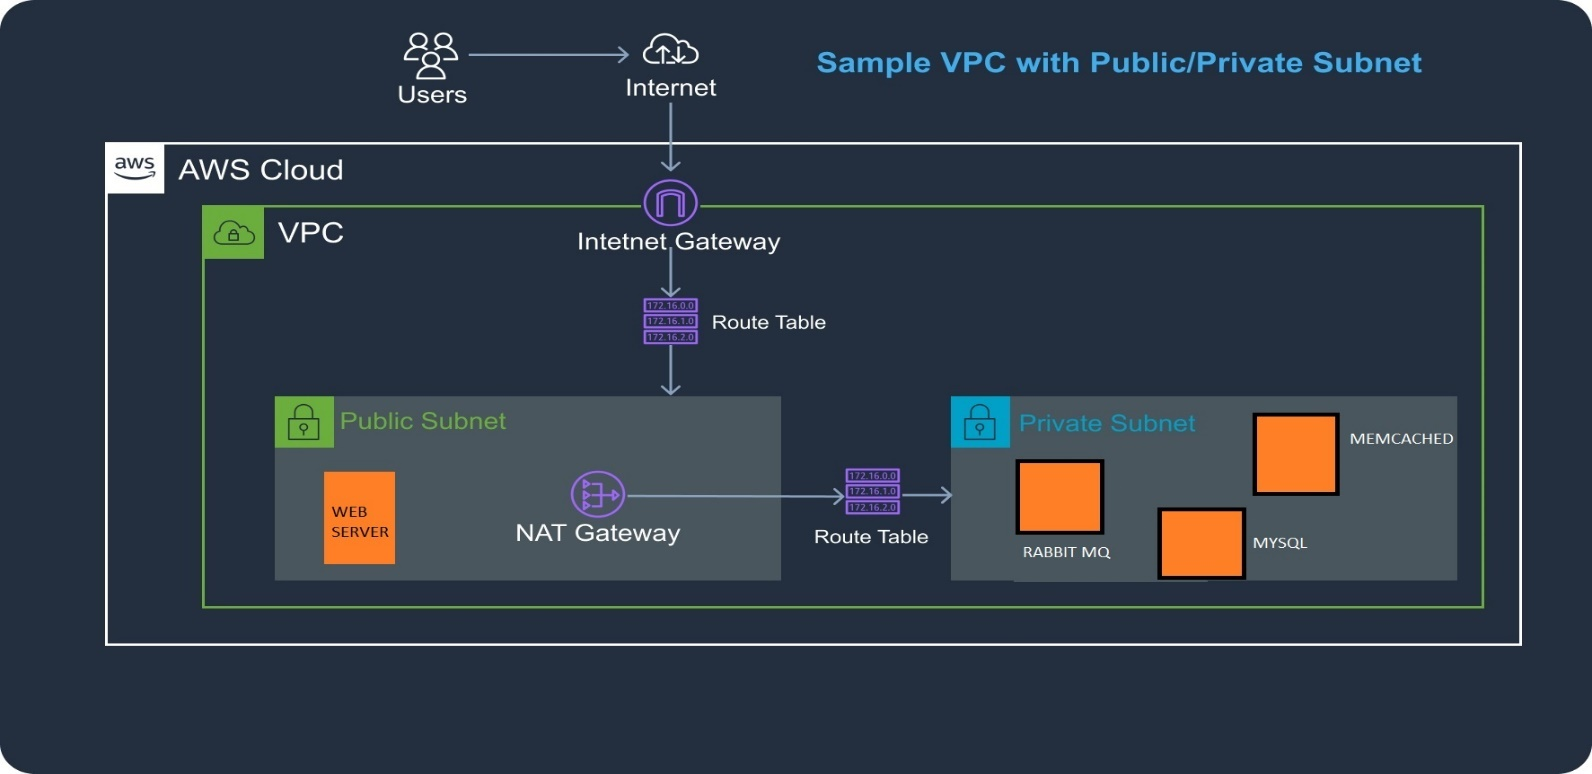 Sample VPC with Public/Private Subnet
Users
Internet
aws
AWS Cloud
VPC
Intetnet Gateway
172.16.0.0
172.16.1.0
172.16.2.0
Route Table
Public Subnet
WEB
SERVER
NAT Gateway
172.16.0.0
172.16.1.0
172.16.2.0
Route Table
Private Subnet
MEMCACHED
RABBIT MQ
MYSQL